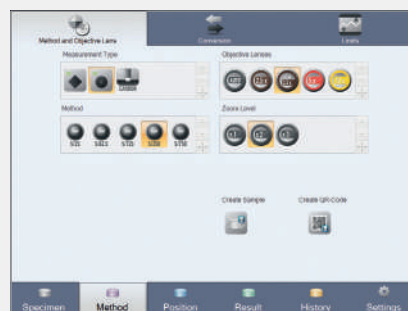 Method and Objective Lens
Conversion
Limits
Measurement Type
Objective Lenses
Method
Zoom Level
Create Sample
Create QR-Code
Specimen
Method
Position
Result
History
Settings